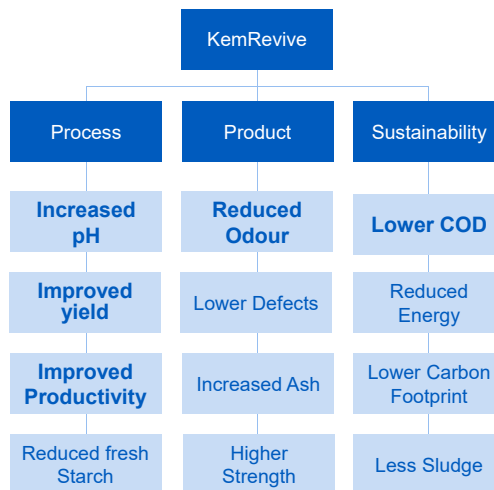 KemRevive
Process
Product
Sustainability
Increased
pH
Reduced
Odour
Lower COD
Improved
yield
Lower Defects
Reduced
Energy
Improved
Productivity
Increased Ash
Lower Carbon
Footprint
Reduced fresh
Starch
Higher
Strength
Less Sludge